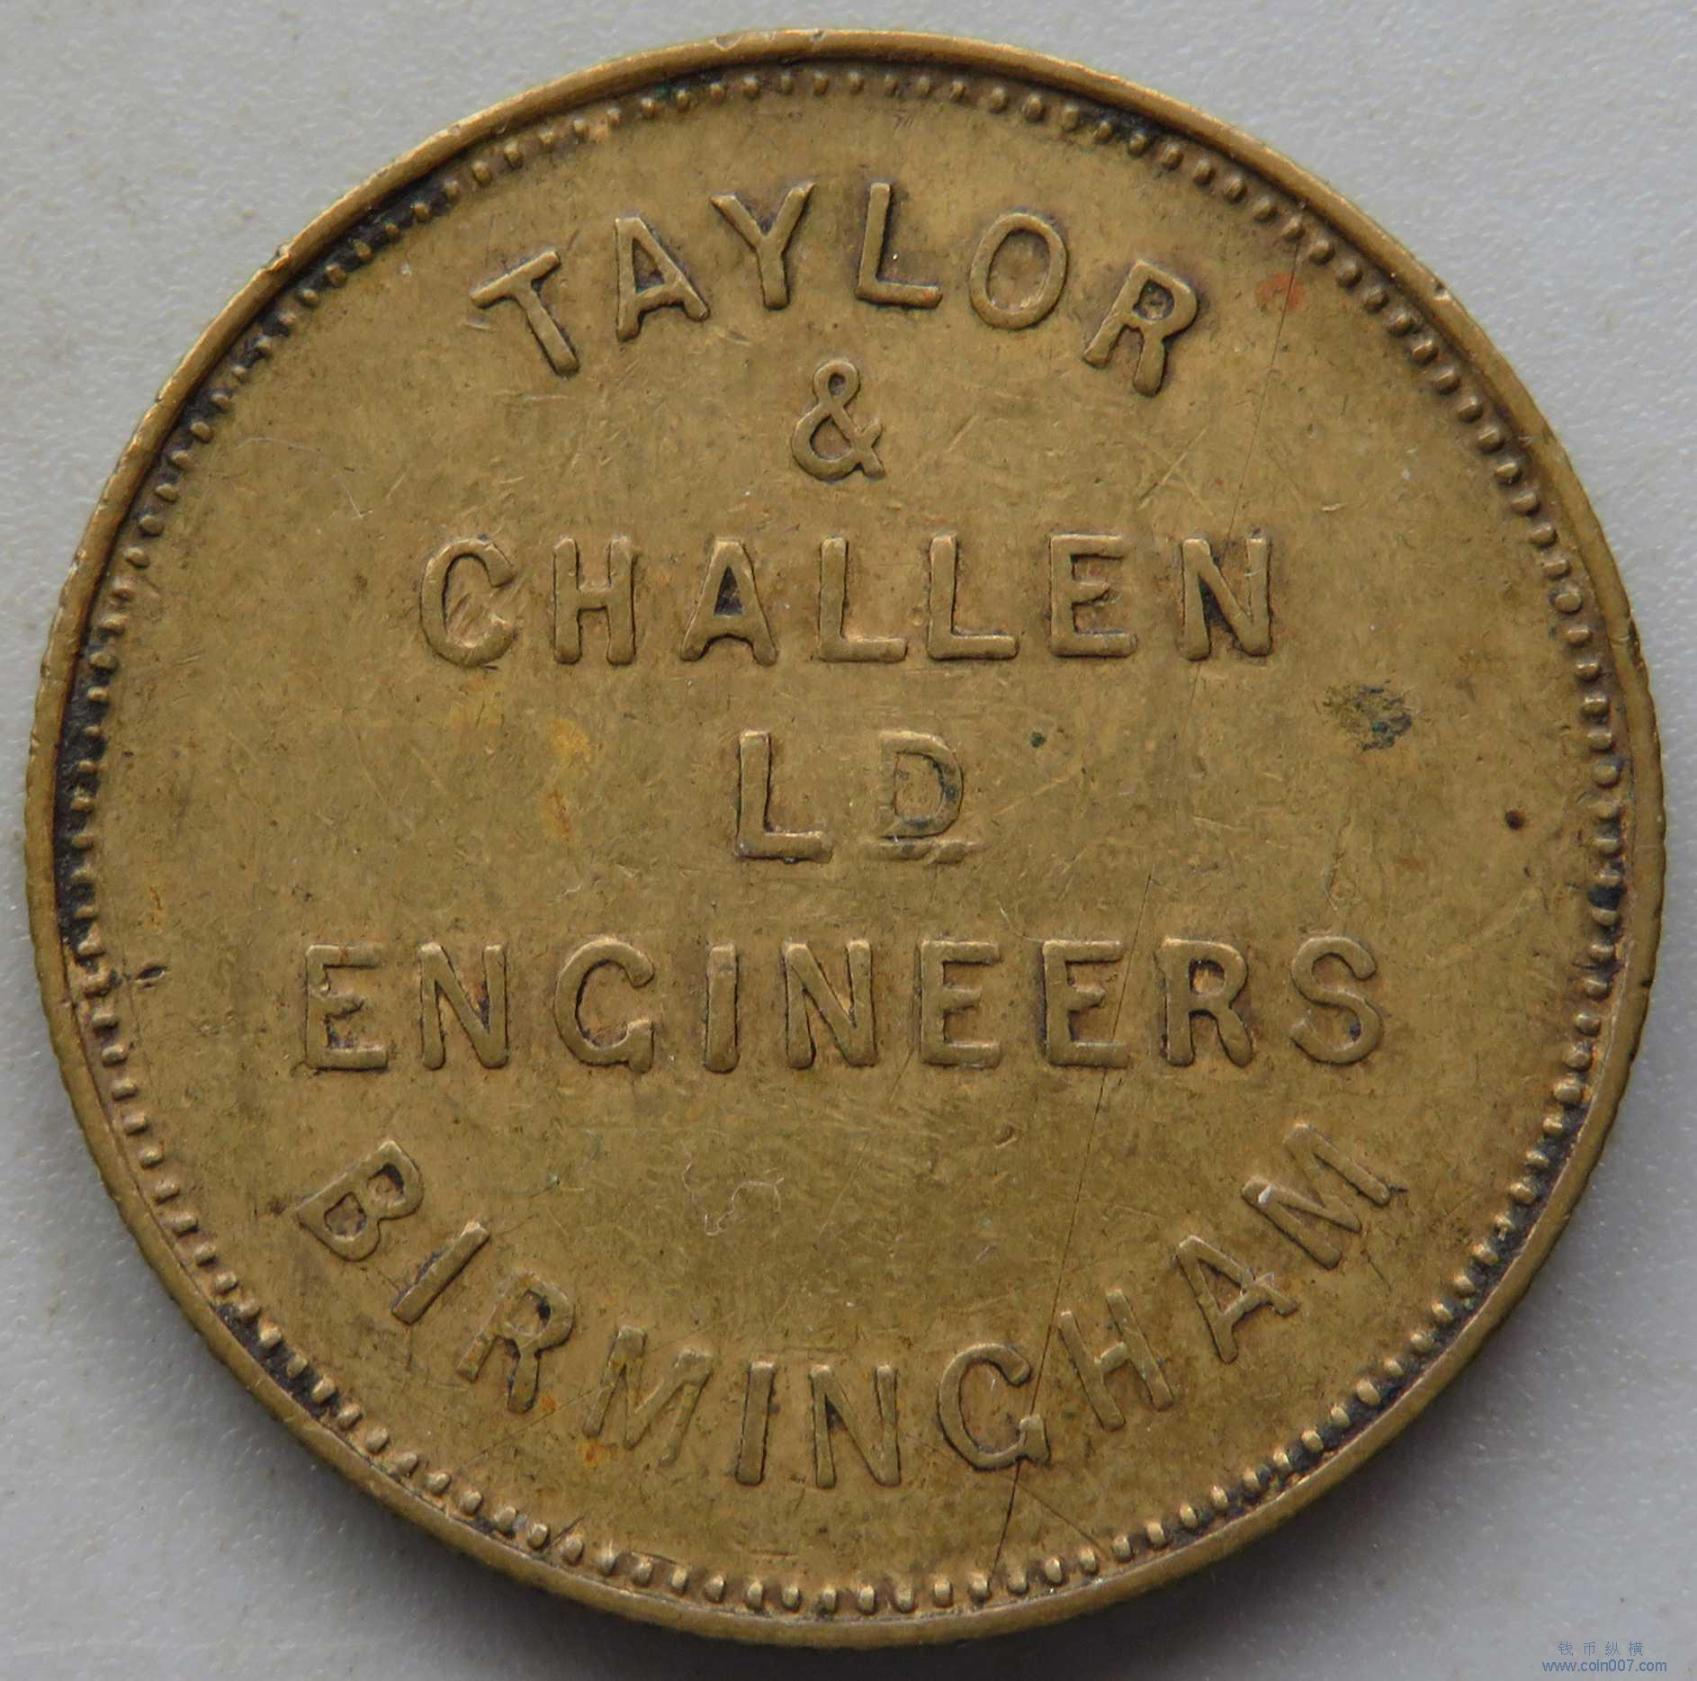 TAYLOR
&
CHALLEN
LD
ENGINEERS
BIRMINGHAM
钱币纵横
www.coin007.com